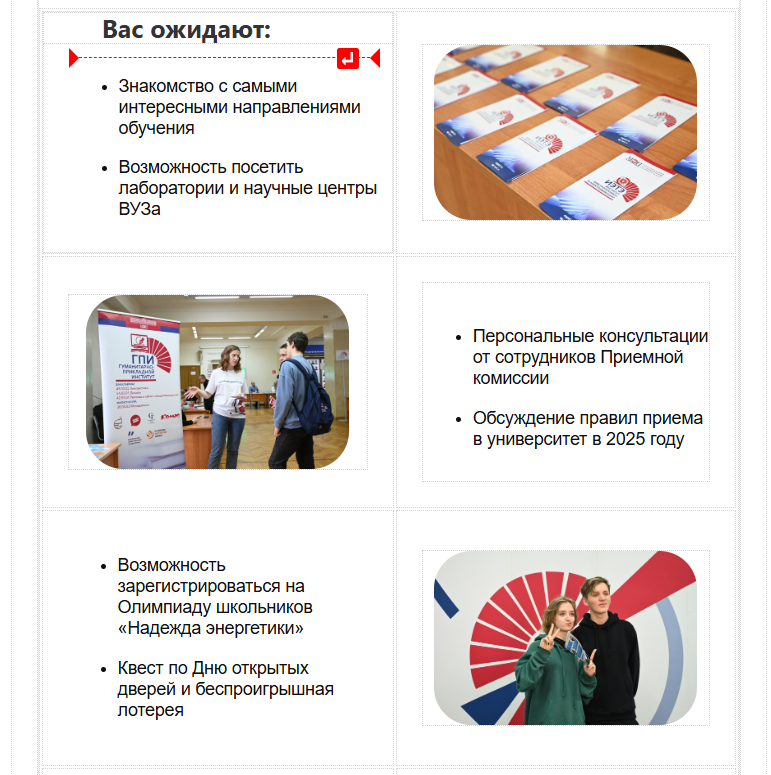 Вас ожидают:
Знакомство с самыми
интересными направлениями
обучения
Возможность посетить
лаборатории и научные центры
ВУЗа
ГПИ
ГУМАНИТАРНО-
ПРИКЛАДНОЙ
ИНСТИТУТ
Персональные консультации
от сотрудников Приемной
комиссии
Обсуждение правил приема
в университет в 2025 году
Возможность
зарегистрироваться на
Олимпиаду школьников
«Надежда энергетики»
Квест по Дню открытых
дверей и беспроигрышная
лотерея